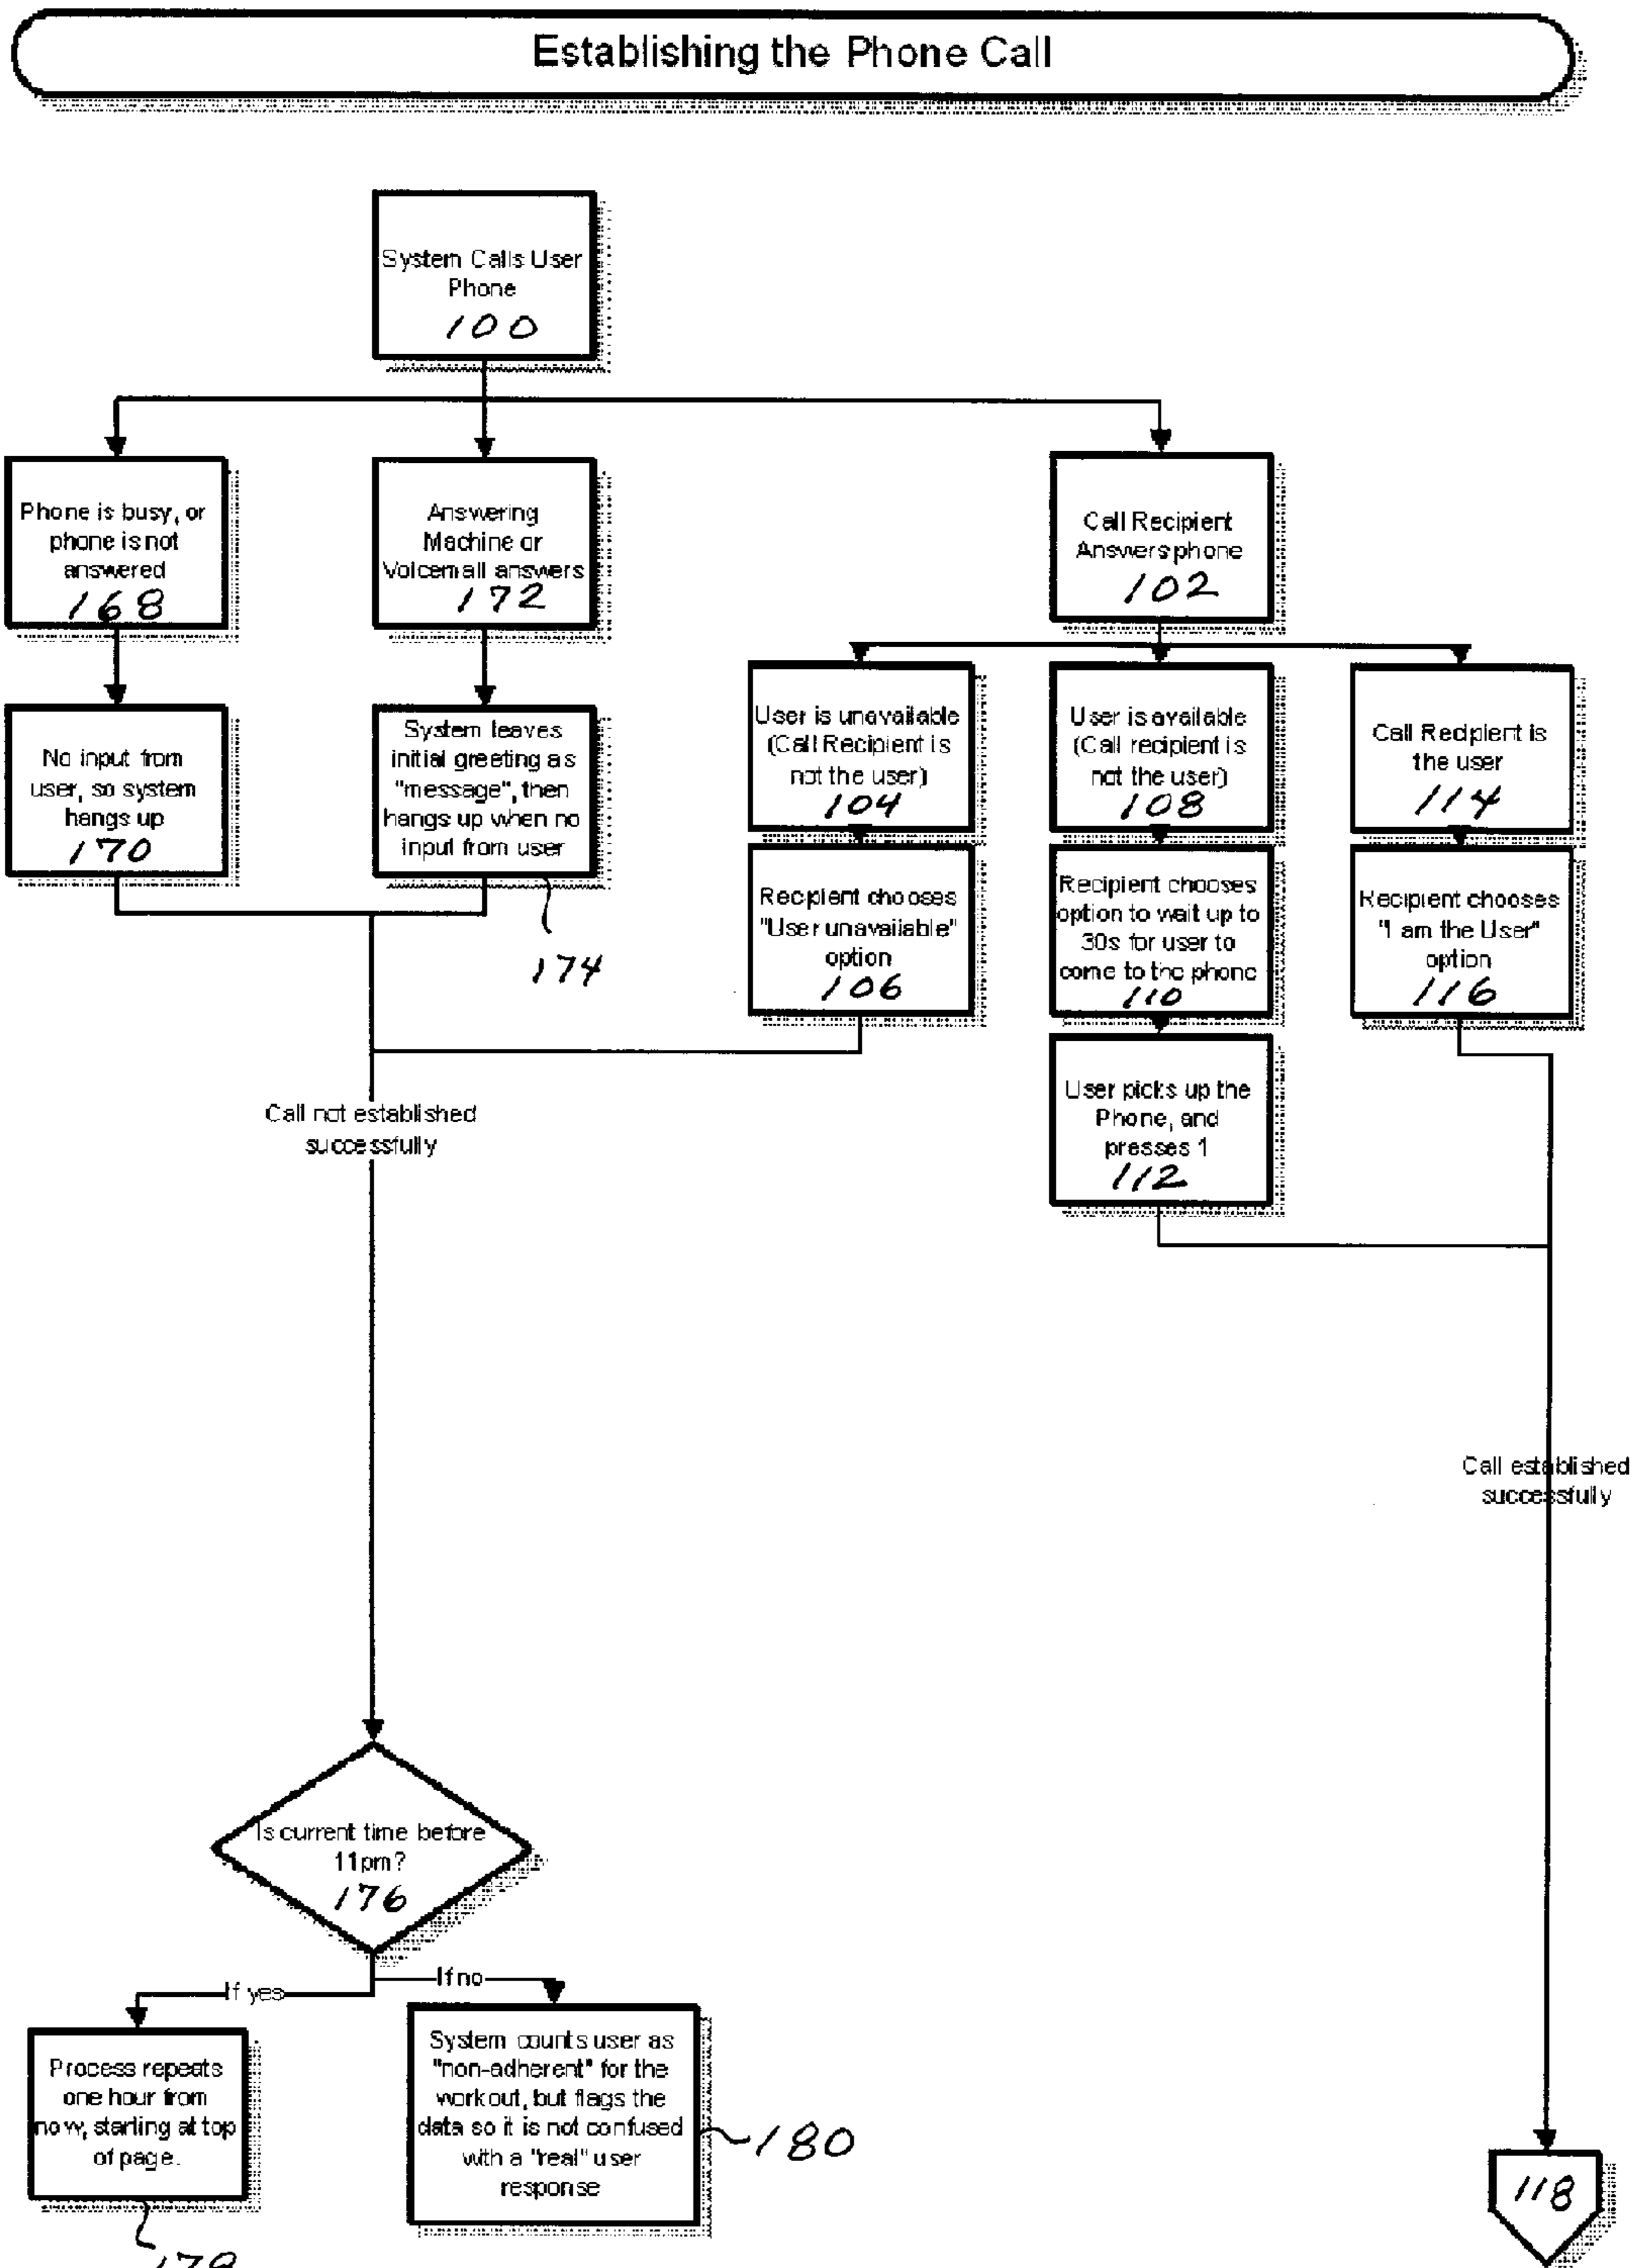 Establishing the Phone Call
System Calls User
Phone
100
Phone is busy, or
phone is not
answered
168
Answering
Machine or
Voicemail answers
172
Call Recipient
Answers phone
102
No input from
user, so system
hangs up
170
System leaves
initial greeting as
"message", then
hangs up when no
input from user
174
User is unavailable
(Call Recipient is
not the user)
104
User is available
(Call recipient is
not the user)
108
Call Recipient is
the user
114
Recipient chooses
"User unavailable"
option
106
Recipient chooses
option to wait up to
30s for user to
come to the phone
110
Recipient chooses
"I am the User"
option
116
User picks up the
Phone, and
presses 1
112
Call not established
successfully
Call established
successfully
Is current time before
11pm?
176
If yes
If no
Process repeats
one hour from
now, starting at top
of page.
178
System counts user as
"non-adherent" for the
workout, but flags the
data so it is not confused
with a "real" user
response
180
118